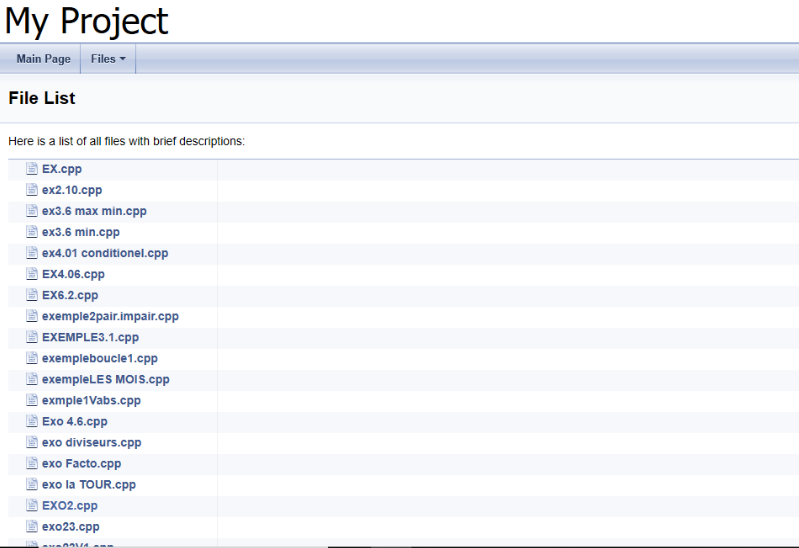 My Project
Main Page Files
File List
Here is a list of all files with brief descriptions:
EX.cpp
ex2.10.cpp
ex3.6 max min.cpp
ex3.6 min.cpp
ex4.01 conditionel.cpp
EX4.06.cpp
EX6.2.cpp
exemple2pair.impair.cpp
EXEMPLE3.1.cpp
exempleboucle1.cpp
exempleLES MOIS.cpp
exmple1Vabs.cpp
Exo 4.6.cpp
exo diviseurs.cpp
exo Facto.cpp
exo la TOUR.cpp
EXO2.cpp
exo23.cpp